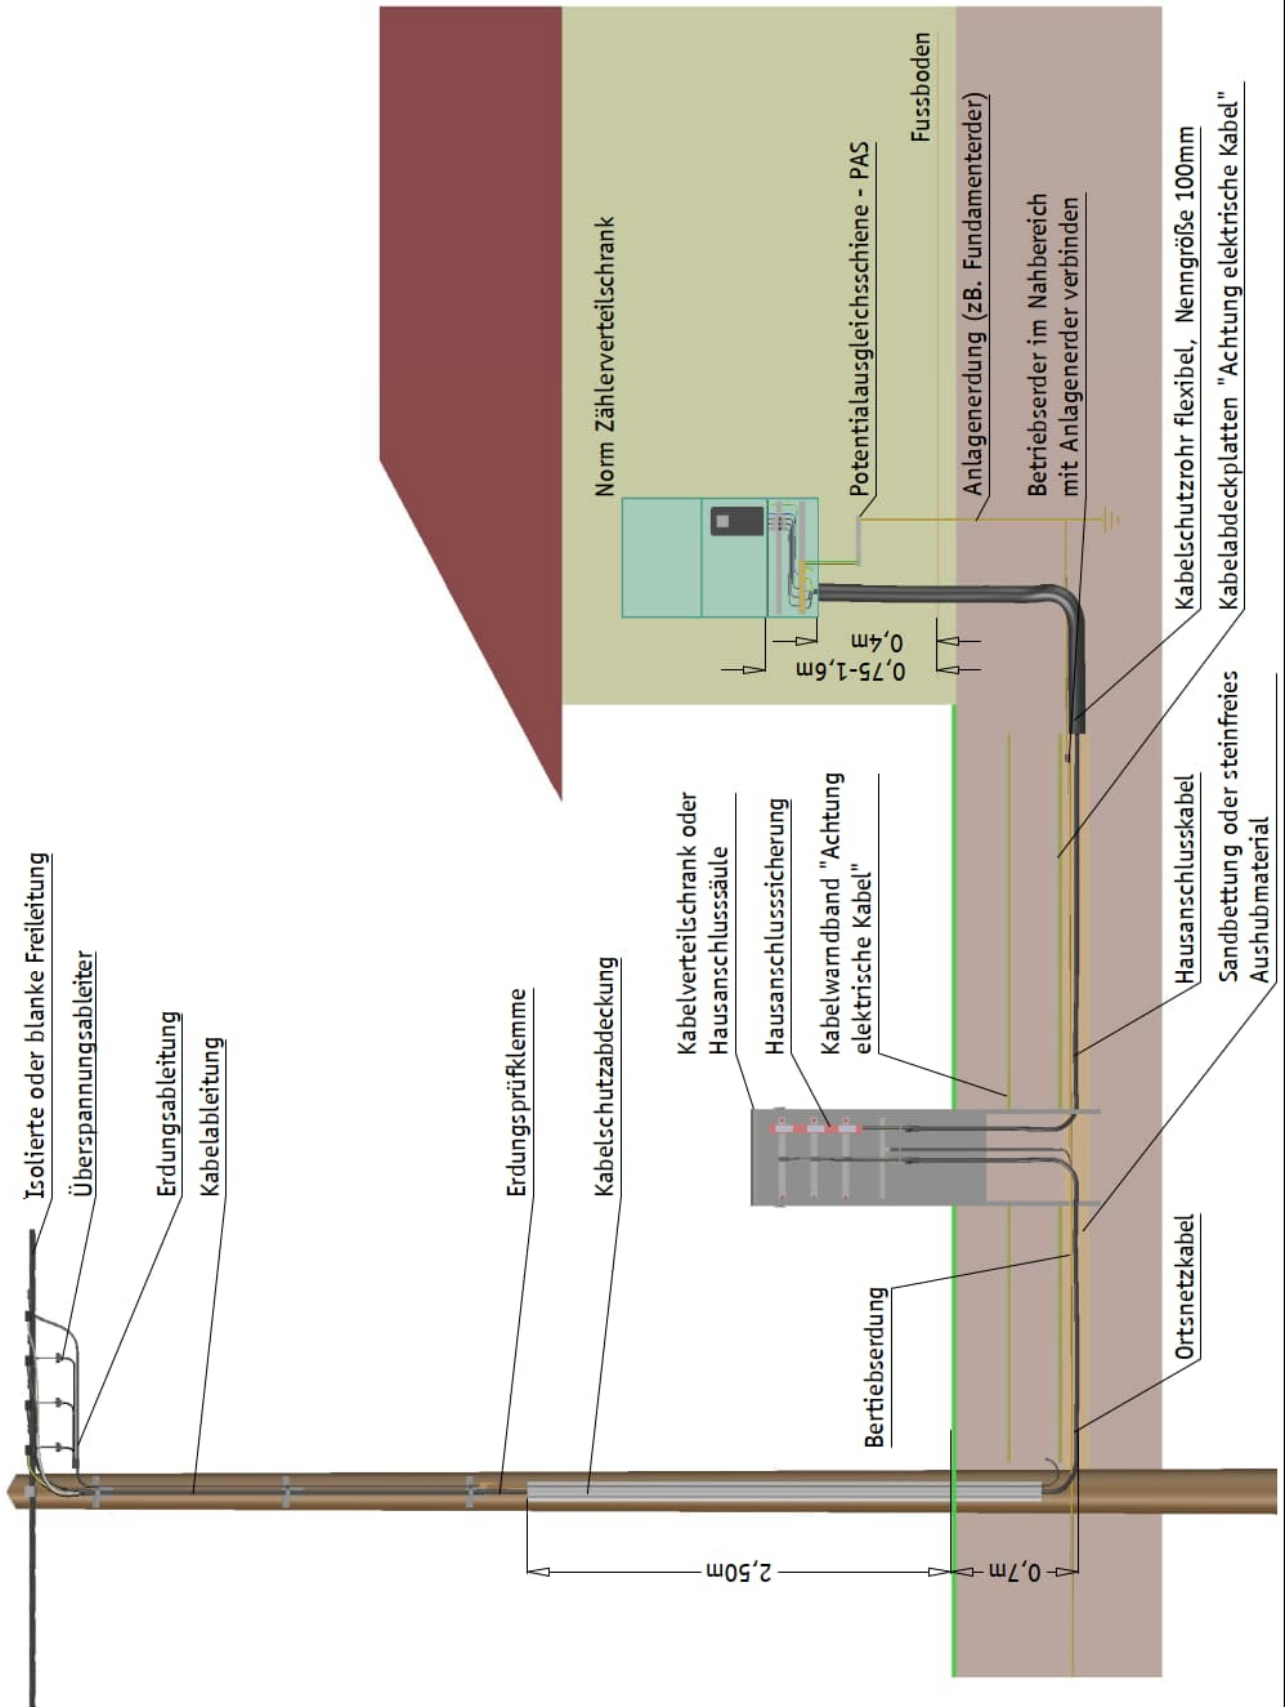 Isolierte oder blanke Freileitung
Überspannungsableiter
Erdungsableitung
Kabelableitung
Erdungsprüfklemme
Kabelschutzabdeckung
Norm Zählerverteilschrank
Kabelverteilschrank oder
Hausanschlusssäule
Hausanschlusssicherung
Kabelwarndband "Achtung
elektrische Kabel"
0,75-1,6m
0,4m
Potentialausgleichsschiene - PAS
Fussboden
Anlagenerdung (zB. Fundamenterder)
Betriebserder im Nahbereich
mit Anlagenerder verbinden
2,50m
0,7m
Bertiebserdung
Ortsnetzkabel
Hausanschlusskabel
Sandbettung oder steinfreies
Aushubmaterial
Kabelschutzrohr flexibel, Nenngröße 100mm
Kabelabdeckplatten "Achtung elektrische Kabel"